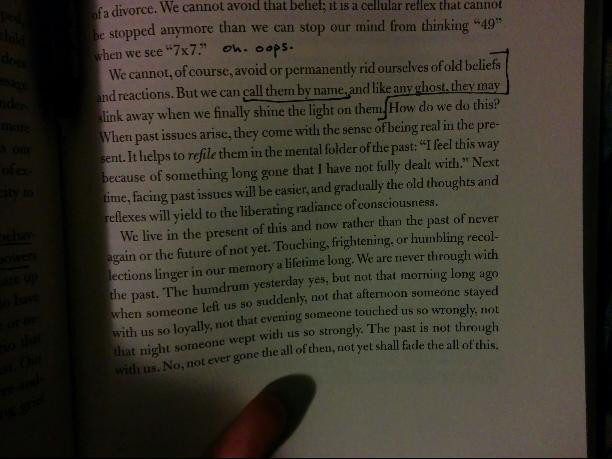 of a divorce. We cannot avoid that belief; it is a cellular reflex that cannot
be stopped anymore than we can stop our mind from thinking “49”
when we see “7x7.” oh. oops.
We cannot, of course, avoid or permanently rid ourselves of old beliefs
and reactions. But we can call them by name, and like any ghost, they may
slink away when we finally shine the light on them. How do we do this?
When past issues arise, they come with the sense of being real in the pre-
sent. It helps to refile them in the mental folder of the past: “I feel this way
because of something long gone that I have not fully dealt with.” Next
time, facing past issues will be easier, and gradually the old thoughts and
reflexes will yield to the liberating radiance of consciousness.
We live in the present of this and now rather than the past of never
again or the future of not yet. Touching, frightening, or humbling recol-
lections linger in our memory a lifetime long. We are never through with
the past. The humdrum yesterday yes, but not that morning long ago
when someone left us so suddenly, not that afternoon someone stayed
with us so loyally, not that evening someone touched us so wrongly, not
that night someone wept with us so strongly. The past is not through
with us. No, not ever gone the all of then, not yet shall fade the all of this.